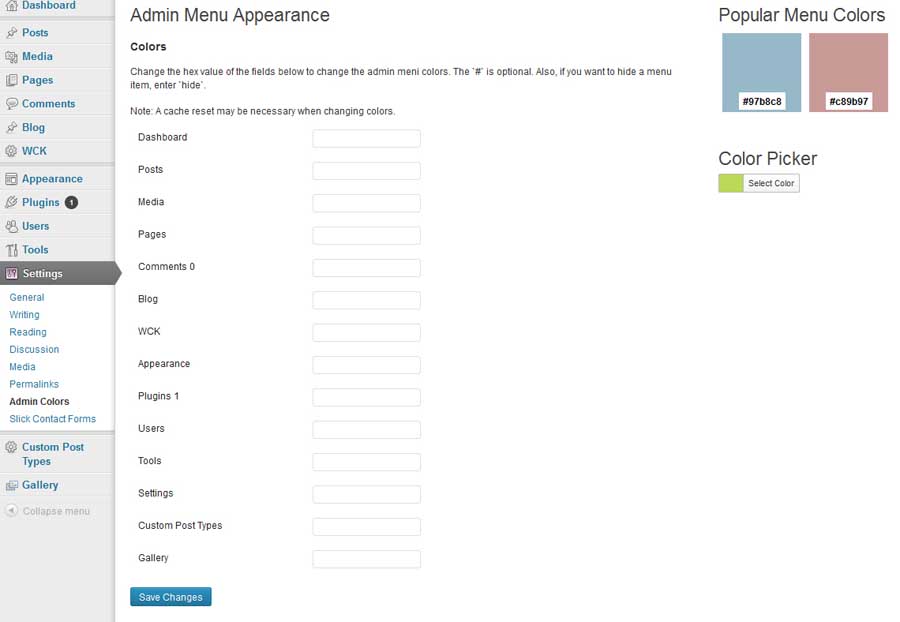 Dashboard
Posts
Media
Pages
Comments
Blog
WCK
Appearance
Plugins 1
Users
Tools
Settings
General
Writing
Reading
Discussion
Media
Permalinks
Admin Colors
Slick Contact Forms
Custom Post
Types
Gallery
Collapse menu
Admin Menu Appearance
Colors
Change the hex value of the fields below to change the admin meni colors. The `#` is optional. Also, if you want to hide a menu
item, enter `hide`.
Note: A cache reset may be necessary when changing colors.
Dashboard
Posts
Media
Pages
Comments 0
Blog
WCK
Appearance
Plugins 1
Users
Tools
Settings
Custom Post Types
Gallery
Save Changes
Popular Menu Colors
#97b8c8
#c89b97
Color Picker
Select Color